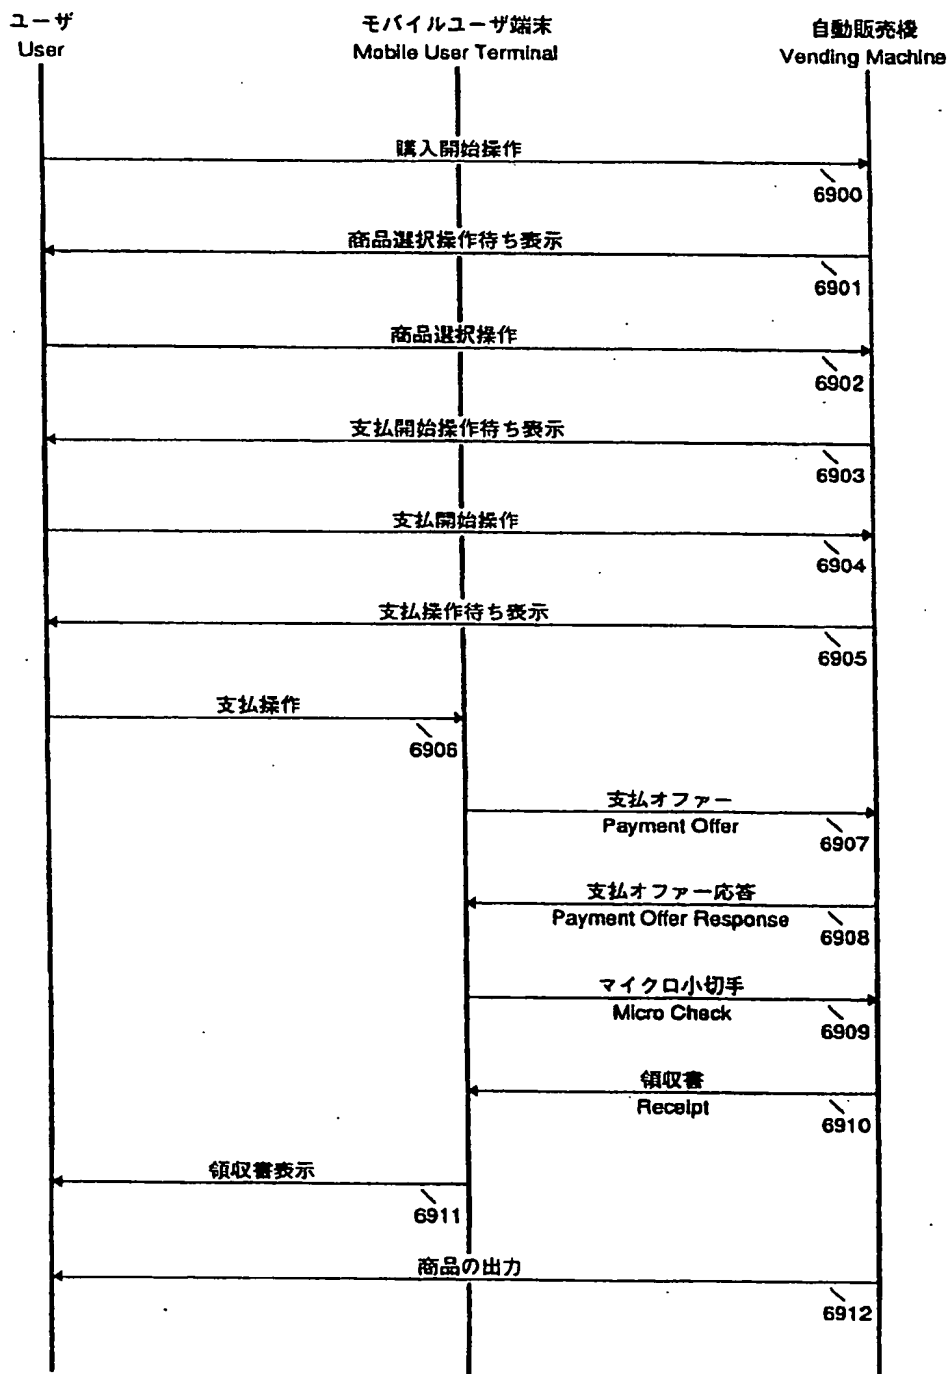 ユーザ
User
モバイルユーザ端末
Mobile User Terminal
自動販売機
Vending Machine
購入開始操作
6900
商品選択操作待ち表示
6901
商品選択操作
6902
支払開始操作待ち表示
6903
支払開始操作
6904
支払操作待ち表示
6905
支払操作
6906
支払オファー
Payment Offer
6907
支払オファー応答
Payment Offer Response
6908
マイクロ小切手
Micro Check
6909
領収書
Receipt
6910
領収書表示
6911
商品の出力
6912